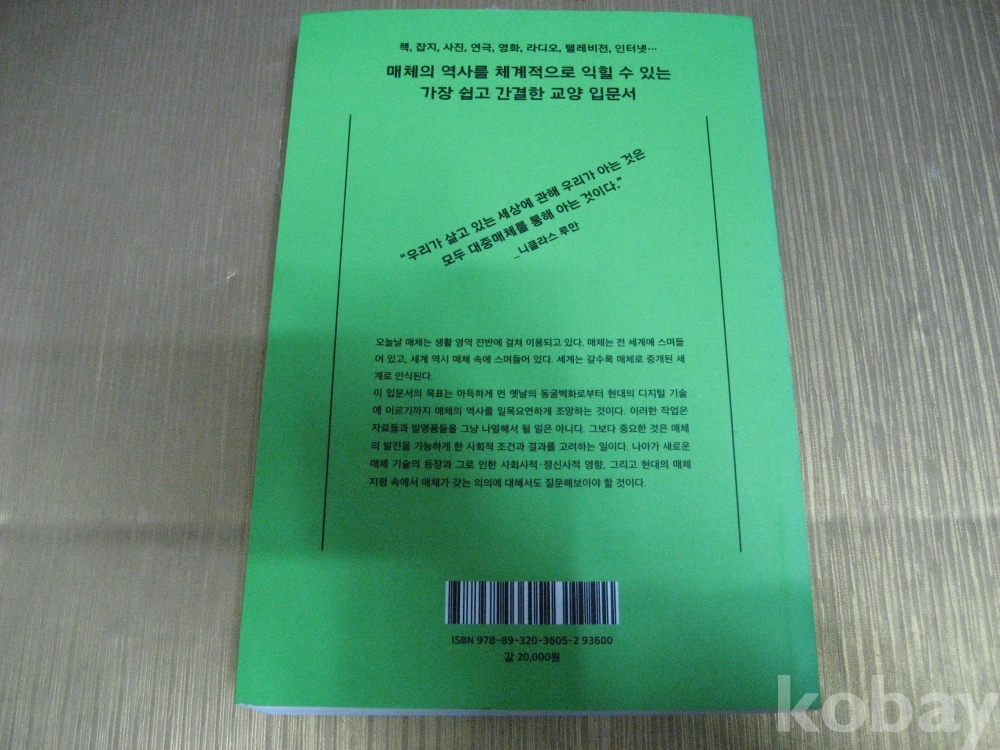 책, 잡지, 사진, 연극, 영화, 라디오, 텔레비전, 인터넷…
매체의 역사를 체계적으로 익힐 수 있는
가장 쉽고 간결한 교양 입문서
“우리가 살고 있는 세상에 관해 우리가 아는 것은
모두 대중매체를 통해 아는 것이다.”
_니클라스 루만
오늘날 매체는 생활 영역 전반에 걸쳐 이용되고 있다. 매체는 전 세계에 스며들
어 있고, 세계 역시 매체 속에 스며들어 있다. 세계는 갈수록 매체로 중개된 세
계로 인식된다.
이 입문서의 목표는 아득하게 먼 옛날의 동굴벽화로부터 현대의 디지털 기술
에 이르기까지 매체의 역사를 일목요연하게 조망하는 것이다. 이러한 작업은
자료들과 발명품들을 그냥 나열해서 될 일은 아니다. 그보다 중요한 것은 매체
의 발전을 가능하게 한 사회적 조건과 결과를 고려하는 일이다. 나아가 새로운
매체 기술의 등장과 그로 인한 사회사적·정신사적 영향, 그리고 현대의 매체
지평 속에서 매체가 갖는 의의에 대해서도 질문해보아야 할 것이다.
ISBN 978-89-320-3605-2 93600
값 20,000원
kobay